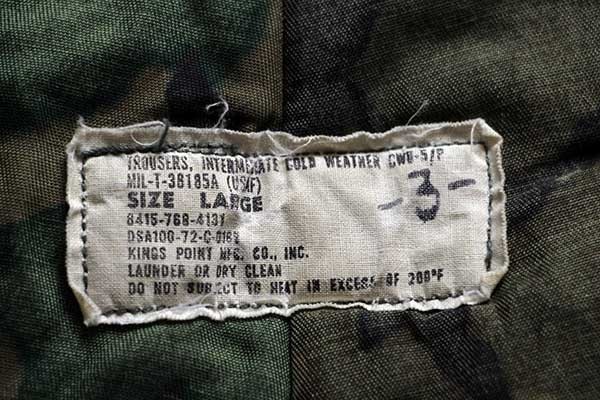 TROUSERS, INTERMEDIATE COLD WEATHER CWU-5/P
MIL-T-38185A (USAF)
SIZE LARGE
-3-
8415-768-4131
DSA100-72-C-0162
KINGS POINT MFG. CO., INC.
LAUNDER OR DRY CLEAN
DO NOT SUBJECT TO HEAT IN EXCESS OF 200°F